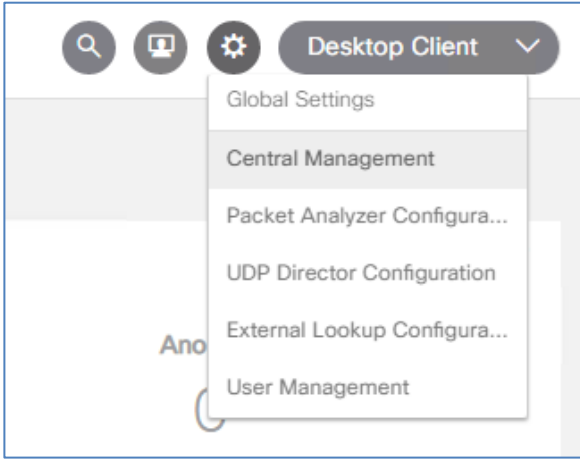 Desktop Client
Global Settings
Central Management
Packet Analyzer Configura...
UDP Director Configuration
External Lookup Configura...
Ano
User Management